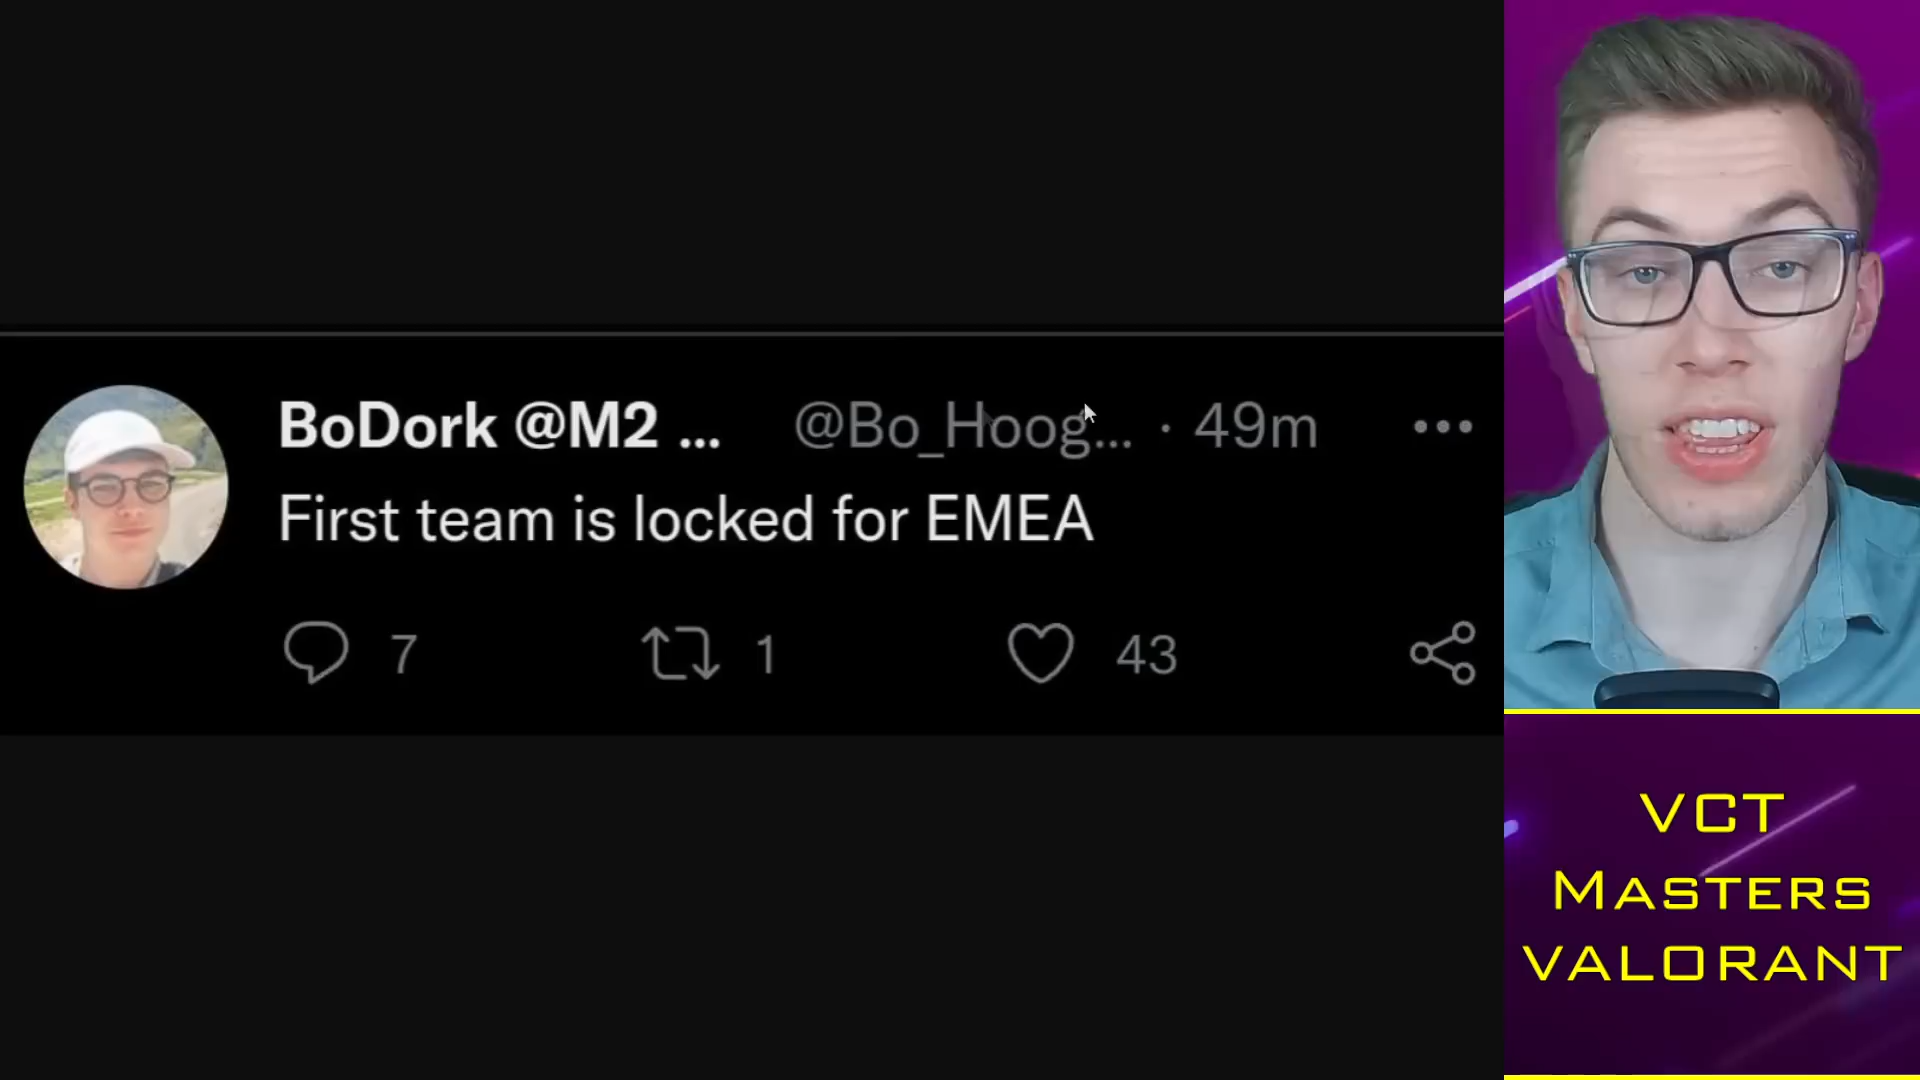 BoDork @M2 ... @Bo_Hoog... · 49m
First team is locked for EMEA
7 1 43
VCT
MASTERS
VALORANT